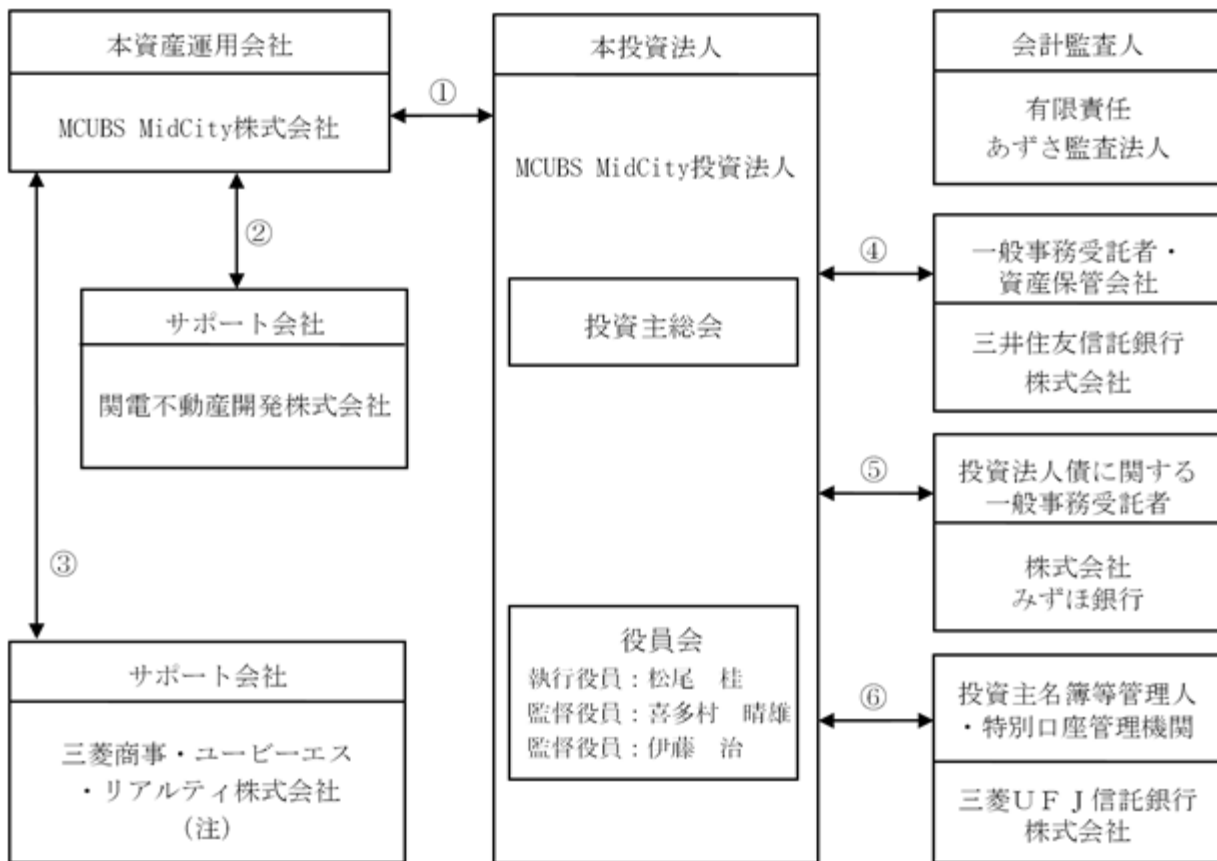 本資産運用会社
MCUBS MidCity株式会社
①
②
サポート会社
関電不動産開発株式会社
③
サポート会社
三菱商事・ユービーエス
・リアルティ株式会社
(注)
本投資法人
MCUBS MidCity投資法人
投資主総会
役員会
執行役員：松尾　桂
監督役員：喜多村　晴雄
監督役員：伊藤　治
会計監査人
有限責任
あずさ監査法人
④
一般事務受託者・
資産保管会社
三井住友信託銀行
株式会社
⑤
投資法人債に関する
一般事務受託者
株式会社
みずほ銀行
⑥
投資主名簿等管理人
・特別口座管理機関
三菱ＵＦＪ信託銀行
株式会社